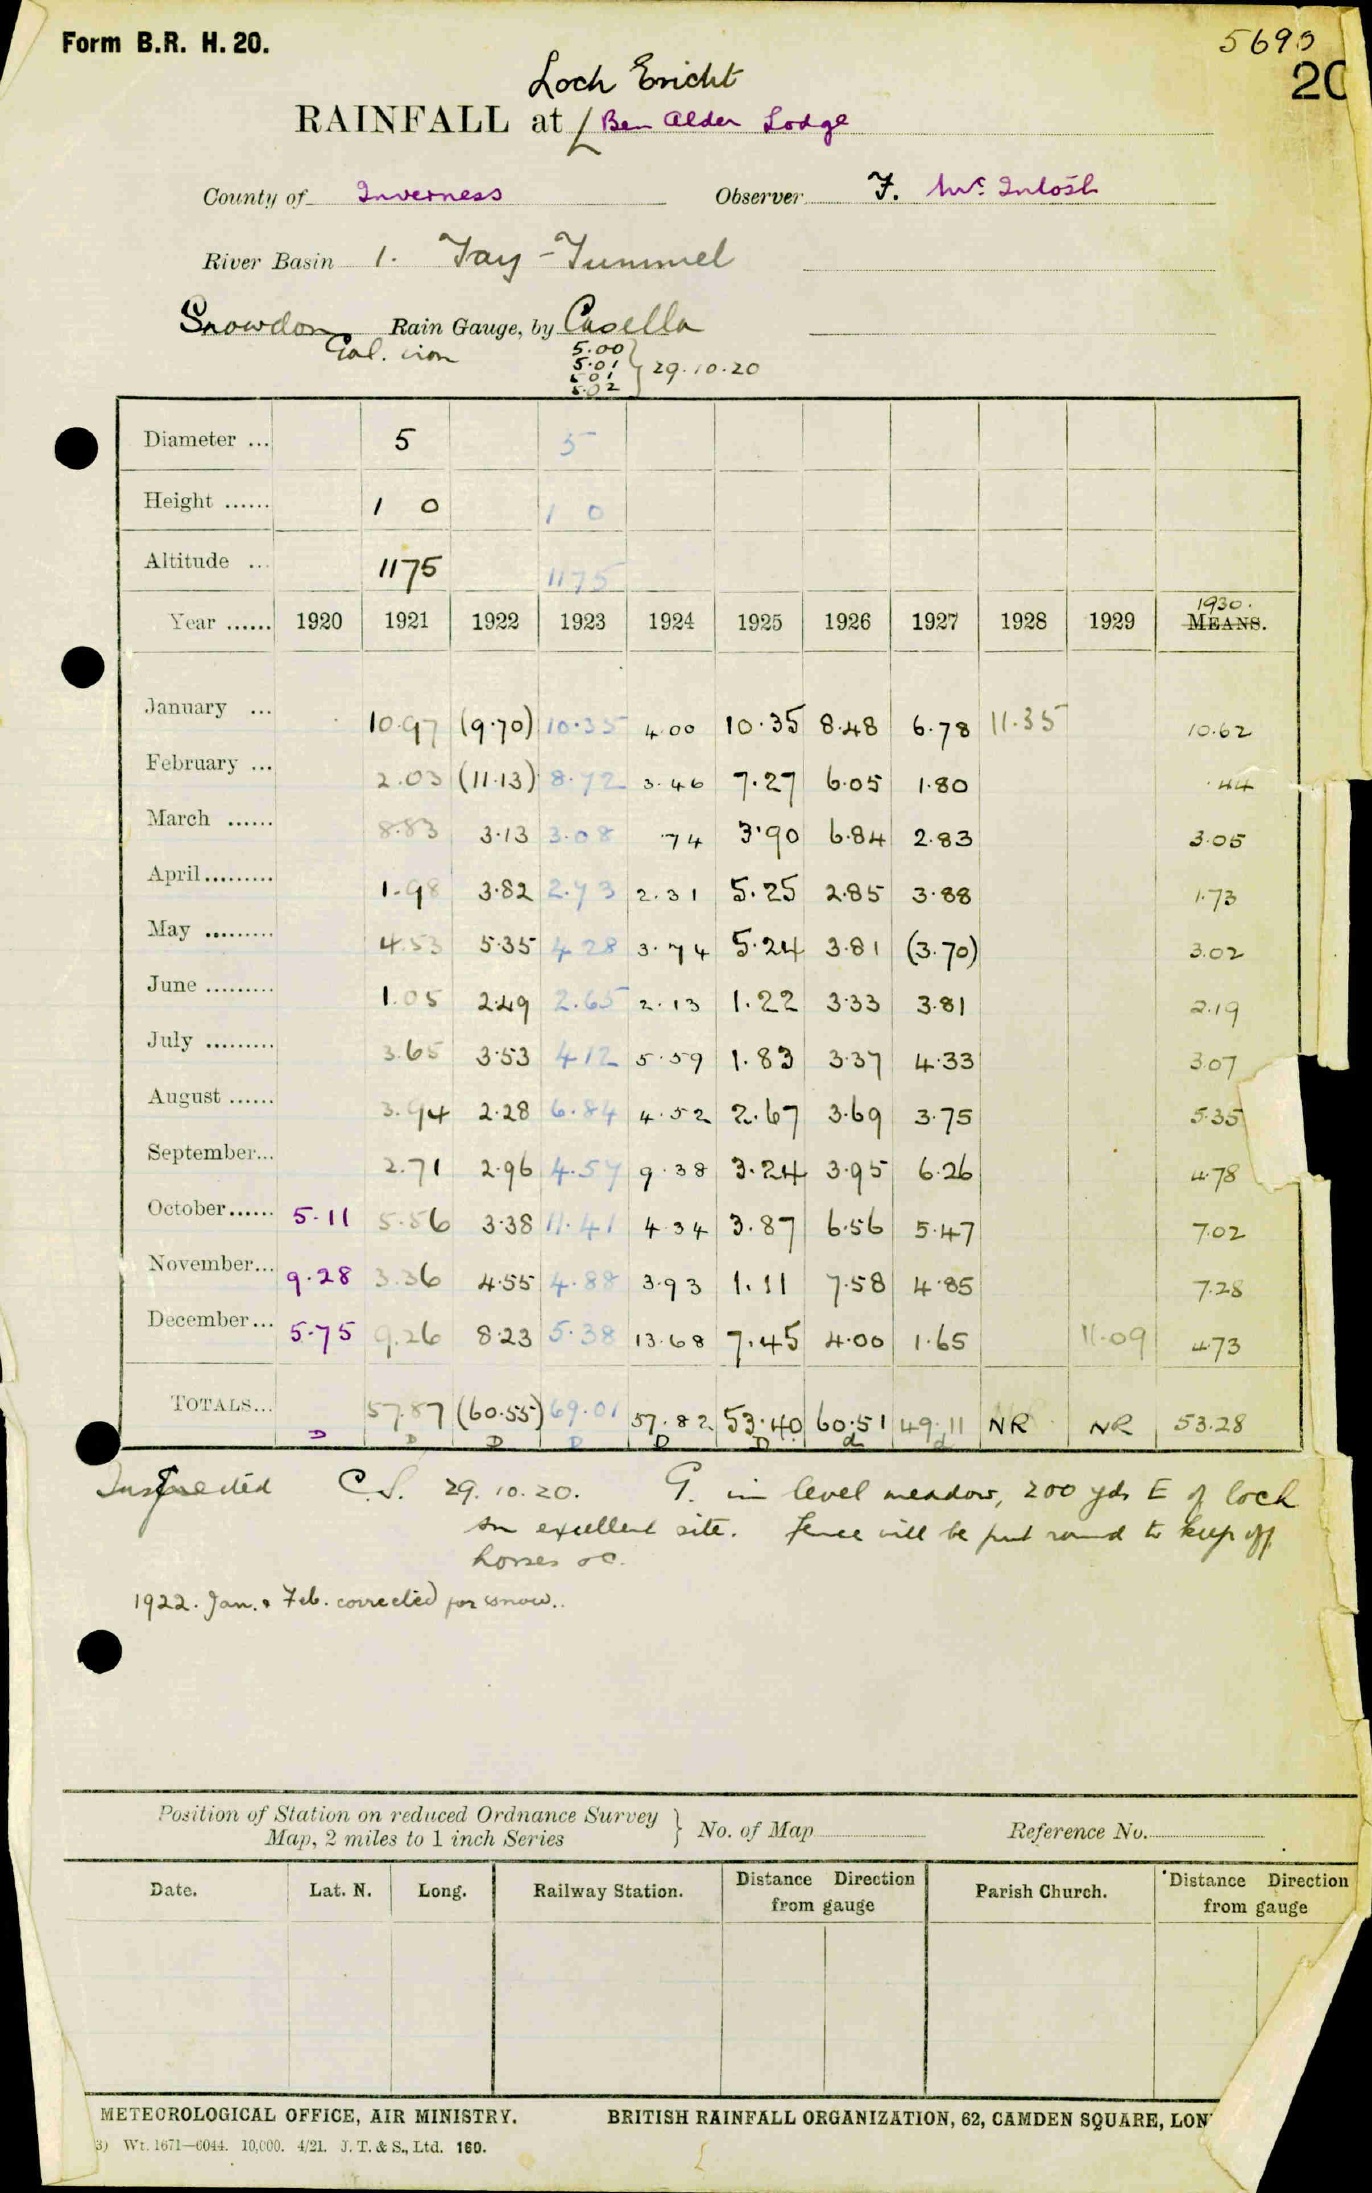 Form B.R. H. 20.
5690
20
Loch Ericht
RAINFALL at Ben Alder Lodge
County of Inverness Observer F. McIntosh
River Basin 1. Tay-Tummel
Snowdon Rain Gauge, by Casella
Gal. iron
5.00
5.01
5.01
5.02
29.10.20
Diameter ... 5 5
Height ...... 1 0 1 0
Altitude ... 1175 1175
Year ...... 1920 1921 1922 1923 1924 1925 1926 1927 1928 1929 1930. MEANS.
January ... 10.97 (9.70) 10.35 4.00 10.35 8.48 6.78 11.35 10.62
February ... 2.03 (11.13) 8.72 3.46 7.27 6.05 1.80 .44
March ...... 8.83 3.13 3.08 .74 3.90 6.84 2.83 3.05
April......... 1.98 3.82 2.73 2.31 5.25 2.85 3.88 1.73
May ......... 4.53 5.35 4.28 3.74 5.24 3.81 (3.70) 3.02
June ......... 1.05 2.49 2.65 2.13 1.22 3.33 3.81 2.19
July ......... 3.65 3.53 4.12 5.59 1.83 3.37 4.33 3.07
August ...... 3.94 2.28 6.84 4.52 2.67 3.69 3.75 5.35
September... 2.71 2.96 4.57 9.38 3.24 3.95 6.26 4.78
October...... 5.11 5.56 3.38 11.41 4.34 3.87 6.56 5.47 7.02
November... 9.28 3.36 4.55 4.88 3.93 1.11 7.58 4.85 7.28
December... 5.75 9.26 8.23 5.38 13.68 7.45 4.00 1.65 11.09 4.73
TOTALS... 57.87 (60.55) 69.01 57.82 53.40 60.51 49.11 NR NR 53.28
D D D D D D d d
Inspected C.S. 29.10.20. G. in level meadow, 200 yds E of loch
An excellent site. Fence will be put round to keep off
horses &c.
1922. Jan. & Feb. corrected for snow..
Position of Station on reduced Ordnance Survey
Map, 2 miles to 1 inch Series
No. of Map Reference No.
Date. Lat. N. Long. Railway Station. Distance Direction from gauge Parish Church. Distance Direction from gauge
METEOROLOGICAL OFFICE, AIR MINISTRY. BRITISH RAINFALL ORGANIZATION, 62, CAMDEN SQUARE, LON
3) Wt. 1671—6044. 10,000. 4/21. J. T. & S., Ltd. 160.